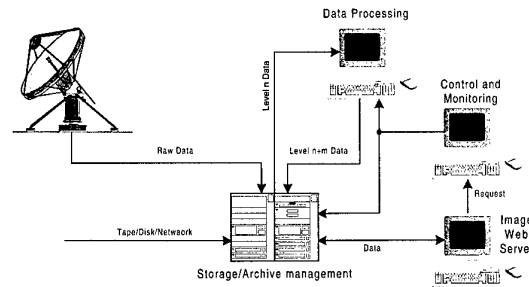 Data Processing
Level n Data
Control and
Monitoring
Raw Data
Level n+m Data
Request
Tape/Disk/Network
Data
Image
Web
Serve
Storage/Archive management